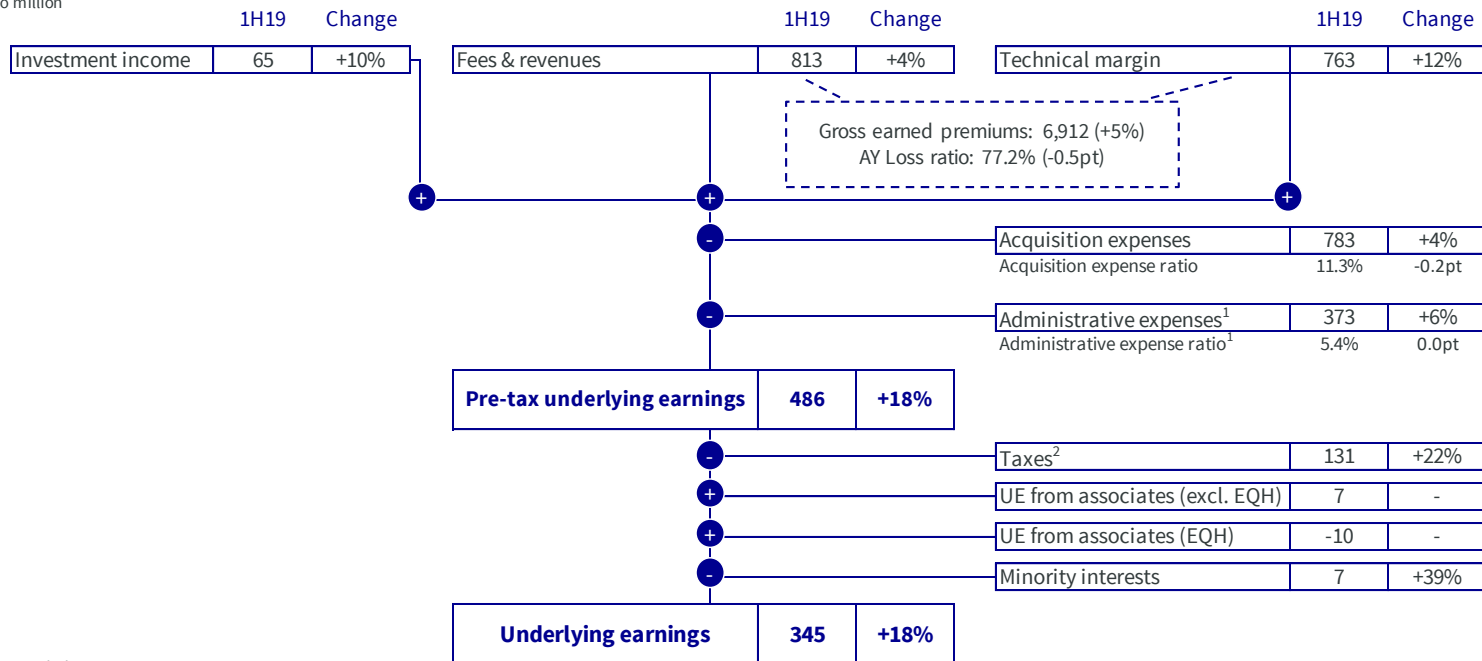 million
1H19 Change
1H19 Change
1H19 Change
Investment income 65 +10%
Fees & revenues 813 +4%
Technical margin 763 +12%
Gross earned premiums: 6,912 (+5%)
AY Loss ratio: 77.2% (-0.5pt)
+ + +
- Acquisition expenses 783 +4%
Acquisition expense ratio 11.3% -0.2pt
- Administrative expenses¹ 373 +6%
Administrative expense ratio¹ 5.4% 0.0pt
Pre-tax underlying earnings 486 +18%
- Taxes² 131 +22%
+ UE from associates (excl. EQH) 7 -
+ UE from associates (EQH) -10 -
- Minority interests 7 +39%
Underlying earnings 345 +18%